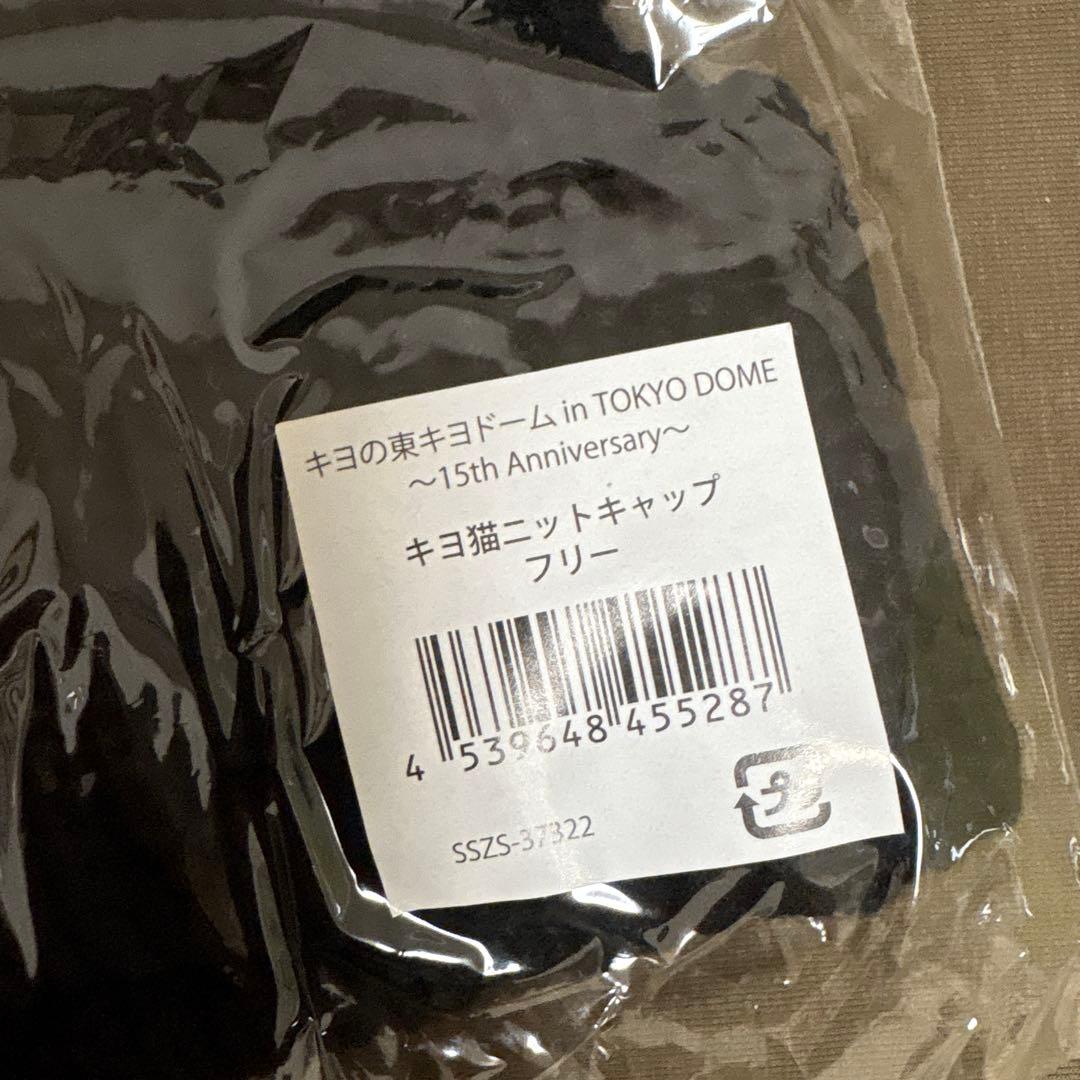 キヨの東キヨドーム in TOKYO DOME
～15th Anniversary～
キヨ猫ニットキャップ
フリー
4 539648 455287
SSZS-37322